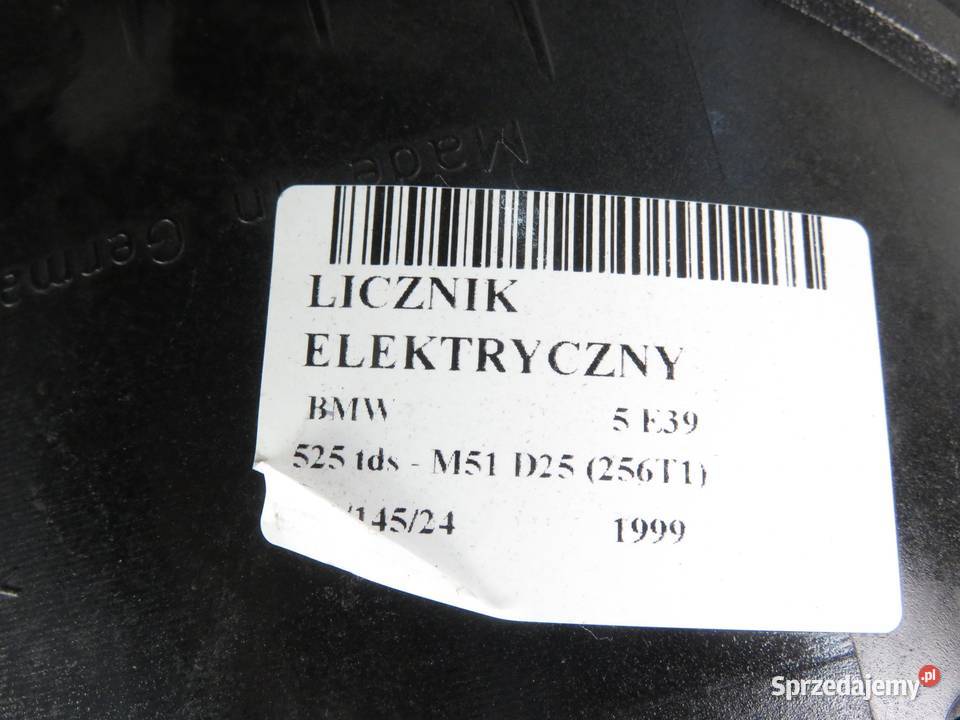 Made in Germa
LICZNIK
ELEKTRYCZNY
BMW 5 E39
525 tds - M51 D25 (256T1)
/145/24 1999
Sprzedajemy.pl